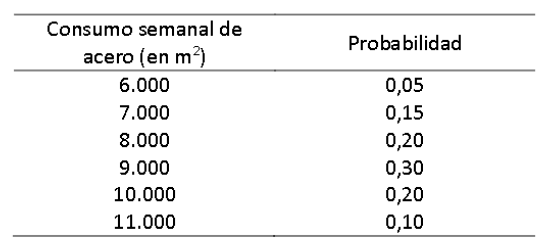 Consumo semanal de
acero (en m²)
Probabilidad
6.000 0,05
7.000 0,15
8.000 0,20
9.000 0,30
10.000 0,20
11.000 0,10